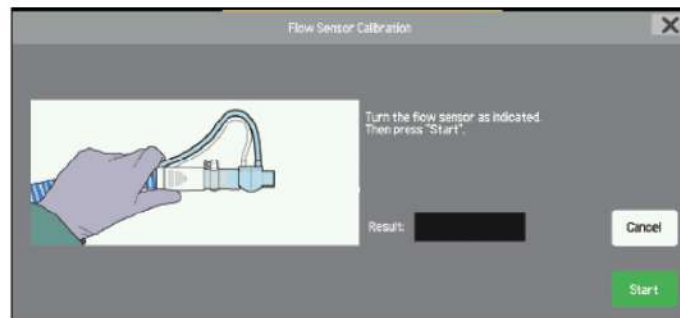 Flow Sensor Calibration
Turn the flow sensor as indicated.
Then press "Start".
Result:
Cancel
Start